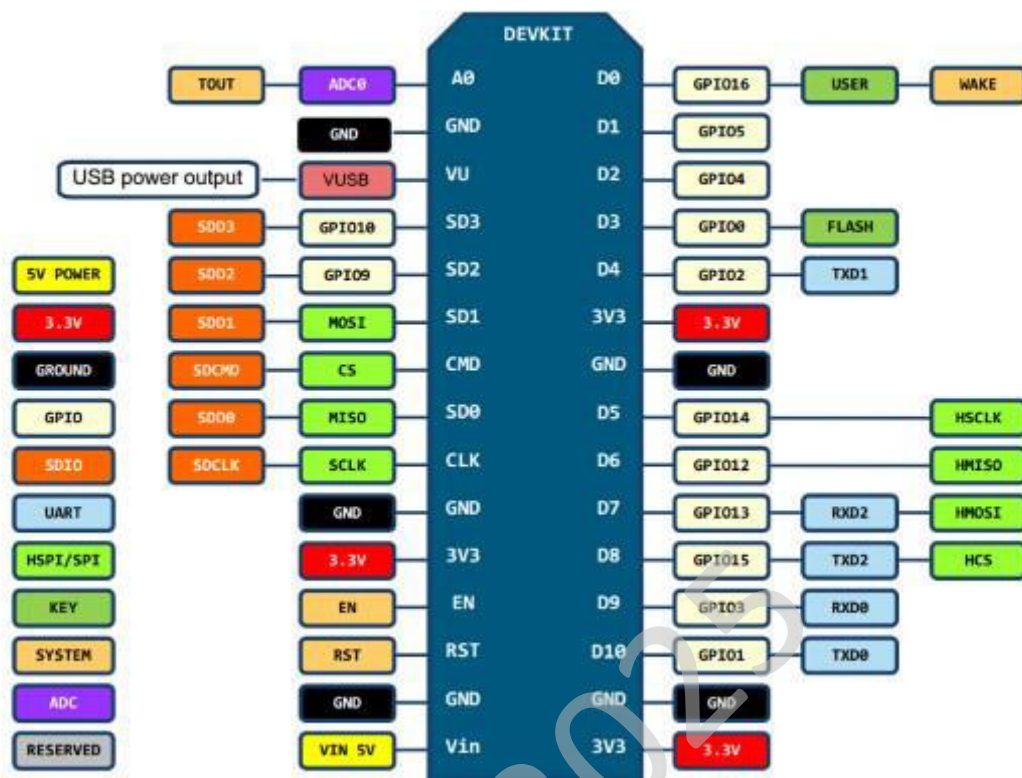 DEVKIT
TOUT ADC0 A0 D0 GPIO16 USER WAKE
GND GND D1 GPIO5
USB power output VUSB VU D2 GPIO4
SDD3 GPIO10 SD3 D3 GPIO0 FLASH
5V POWER SDD2 GPIO9 SD2 D4 GPIO2 TXD1
3.3V SDD1 MOSI SD1 3V3 3.3V
GROUND SDCMD CS CMD GND GND
GPIO SDD0 MISO SD0 D5 GPIO14 HSCLK
SDIO SDCLK SCLK CLK D6 GPIO12 HMISO
UART GND GND D7 GPIO13 RXD2 HMOSI
HSPI/SPI 3.3V 3V3 D8 GPIO15 TXD2 HCS
KEY EN EN D9 GPIO3 RXD0
SYSTEM RST RST D10 GPIO1 TXD0
ADC GND GND GND GND
RESERVED VIN 5V Vin 3V3 3.3V
2025